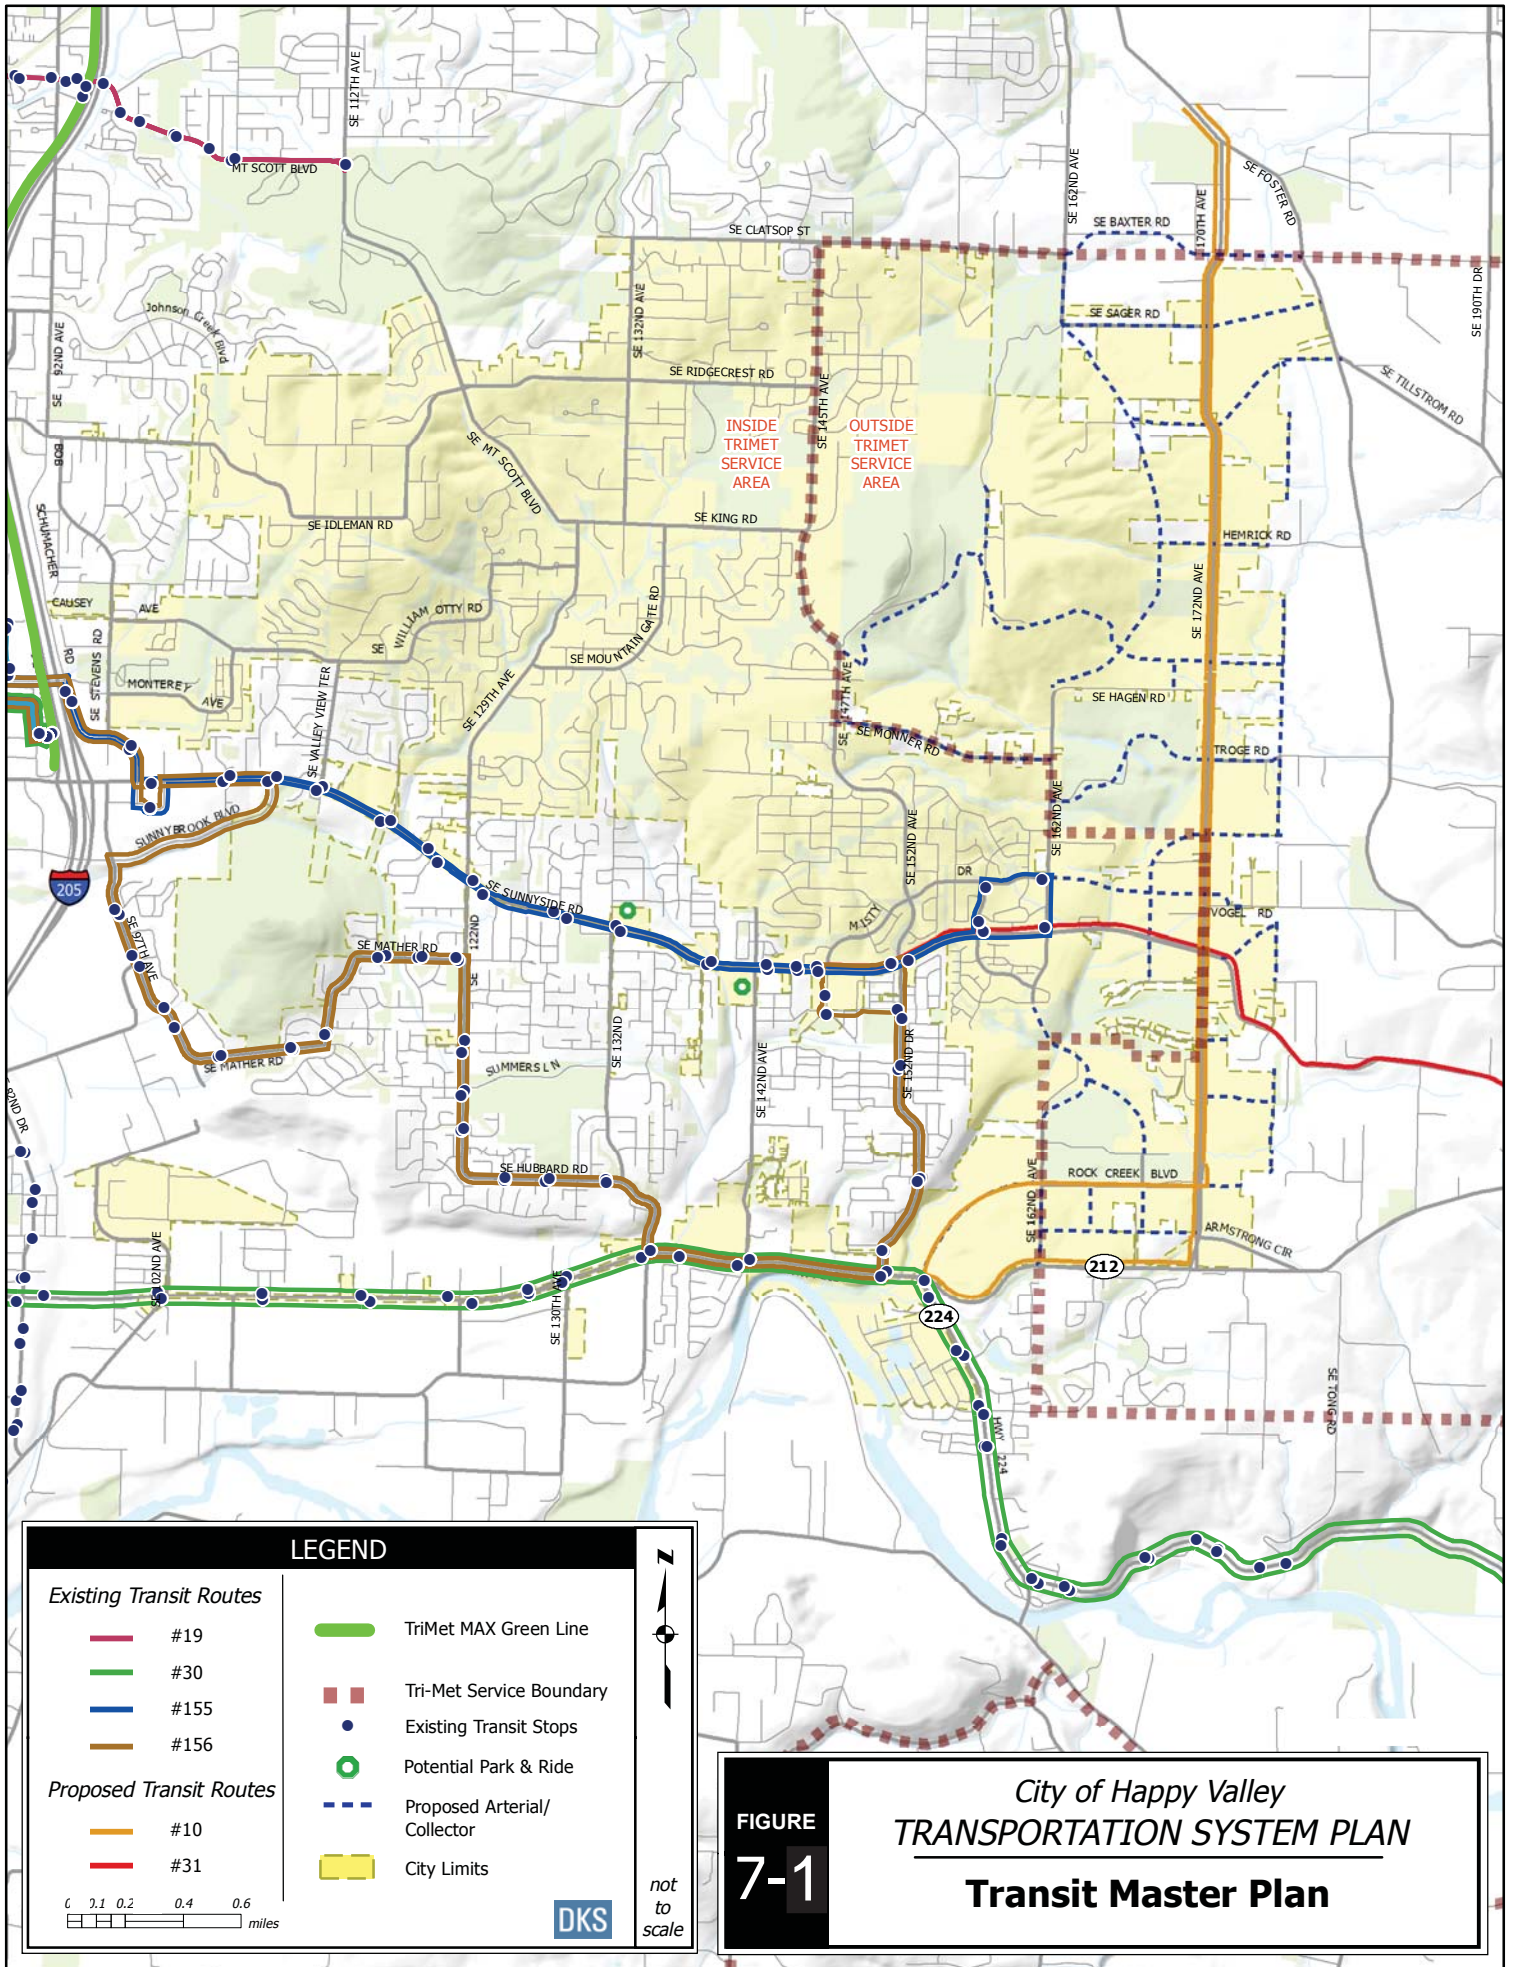 SE 112TH AVE
MT SCOTT BLVD
SE 162ND AVE
SE FOSTER RD
170TH AVE
SE BAXTER RD
SE CLATSOP ST
SE 190TH DR
SE 132ND AVE
Johnson Creek Blvd
SE SAGER RD
SE 92ND AVE
SE RIDGECREST RD
SE 145TH AVE
SE TILLSTROM RD
INSIDE
TRIMET
SERVICE
AREA
OUTSIDE
TRIMET
SERVICE
AREA
BOB
SCHUMACHER
RD
SE MT SCOTT BLVD
SE IDLEMAN RD
SE KING RD
HEMRICK RD
SE 172ND AVE
CAUSEY
AVE
SE WILLIAM OTTY RD
SE MOUNTAIN GATE RD
SE STEVENS RD
MONTEREY
AVE
SE VALLEY VIEW TER
SE 129TH AVE
SE 147TH AVE
SE HAGEN RD
SE MONNER RD
TROGE RD
SUNNYBROOK BLVD
SE 162ND AVE
SE 152ND AVE
MISTY
DR
205
SE SUNNYSIDE RD
VOGEL RD
SE 97TH AVE
SE MATHER RD
SE 122ND
SE 132ND
SE 142ND AVE
SE 152ND DR
SE MATHER RD
SUMMERS LN
82ND DR
SE HUBBARD RD
ROCK CREEK BLVD
SE 162ND AVE
ARMSTRONG CIR
SE 102ND AVE
212
SE 130TH AVE
224
HWY 224
SE TONG RD
LEGEND
Existing Transit Routes
#19
#30
#155
#156
Proposed Transit Routes
#10
#31
0.1 0.2 0.4 0.6
miles
TriMet MAX Green Line
Tri-Met Service Boundary
Existing Transit Stops
Potential Park & Ride
Proposed Arterial/
Collector
City Limits
DKS
Z
not
to
scale
FIGURE
7-1
City of Happy Valley
TRANSPORTATION SYSTEM PLAN
Transit Master Plan